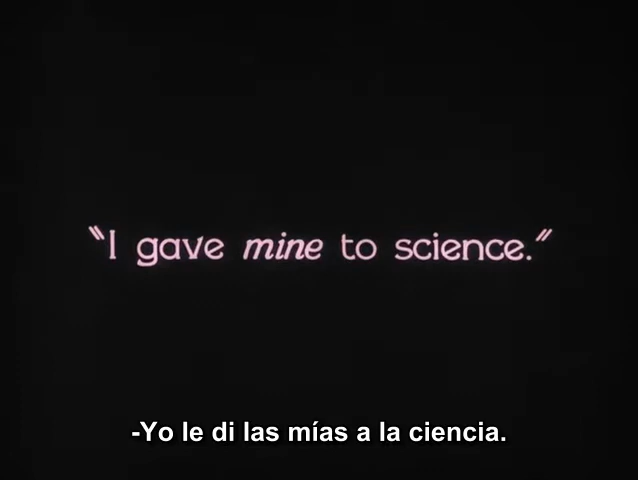 "I gave mine to science."
-Yo le di las mías a la ciencia.